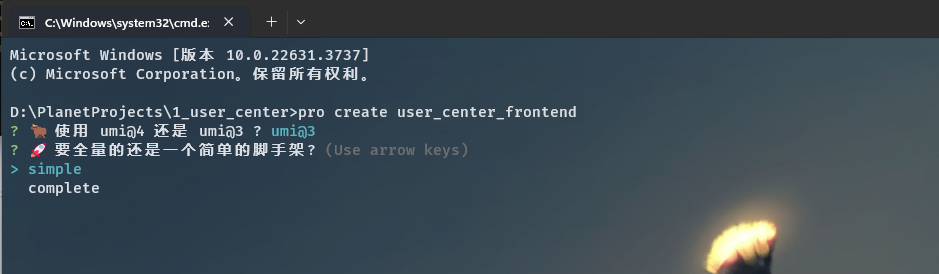 C:\Windows\system32\cmd.e:
Microsoft Windows [版本 10.0.22631.3737]
(c) Microsoft Corporation。保留所有权利。
D:\PlanetProjects\1_user_center>pro create user_center_frontend
? 🐂 使用 umi@4 还是 umi@3 ? umi@3
? 🚀 要全量的还是一个简单的脚手架? (Use arrow keys)
> simple
complete